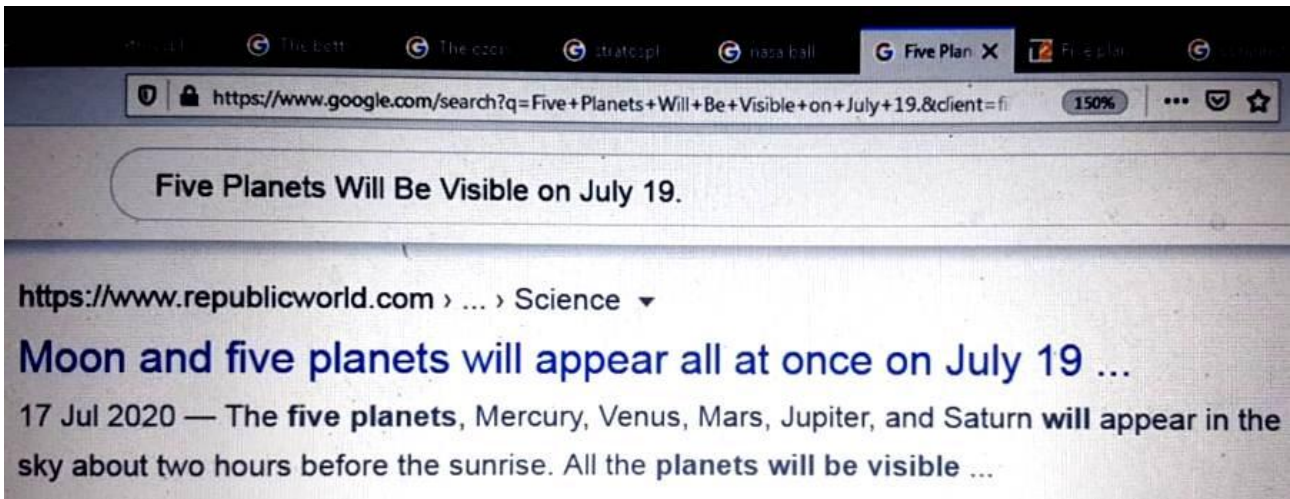 The
G Five Plan X
https://www.google.com/search?q=Five+Planets+Will+Be+Visible+on+July+19.&client=fi 150%
Five Planets Will Be Visible on July 19.
https://www.republicworld.com › ... › Science
Moon and five planets will appear all at once on July 19 ...
17 Jul 2020 — The five planets, Mercury, Venus, Mars, Jupiter, and Saturn will appear in the
sky about two hours before the sunrise. All the planets will be visible ...